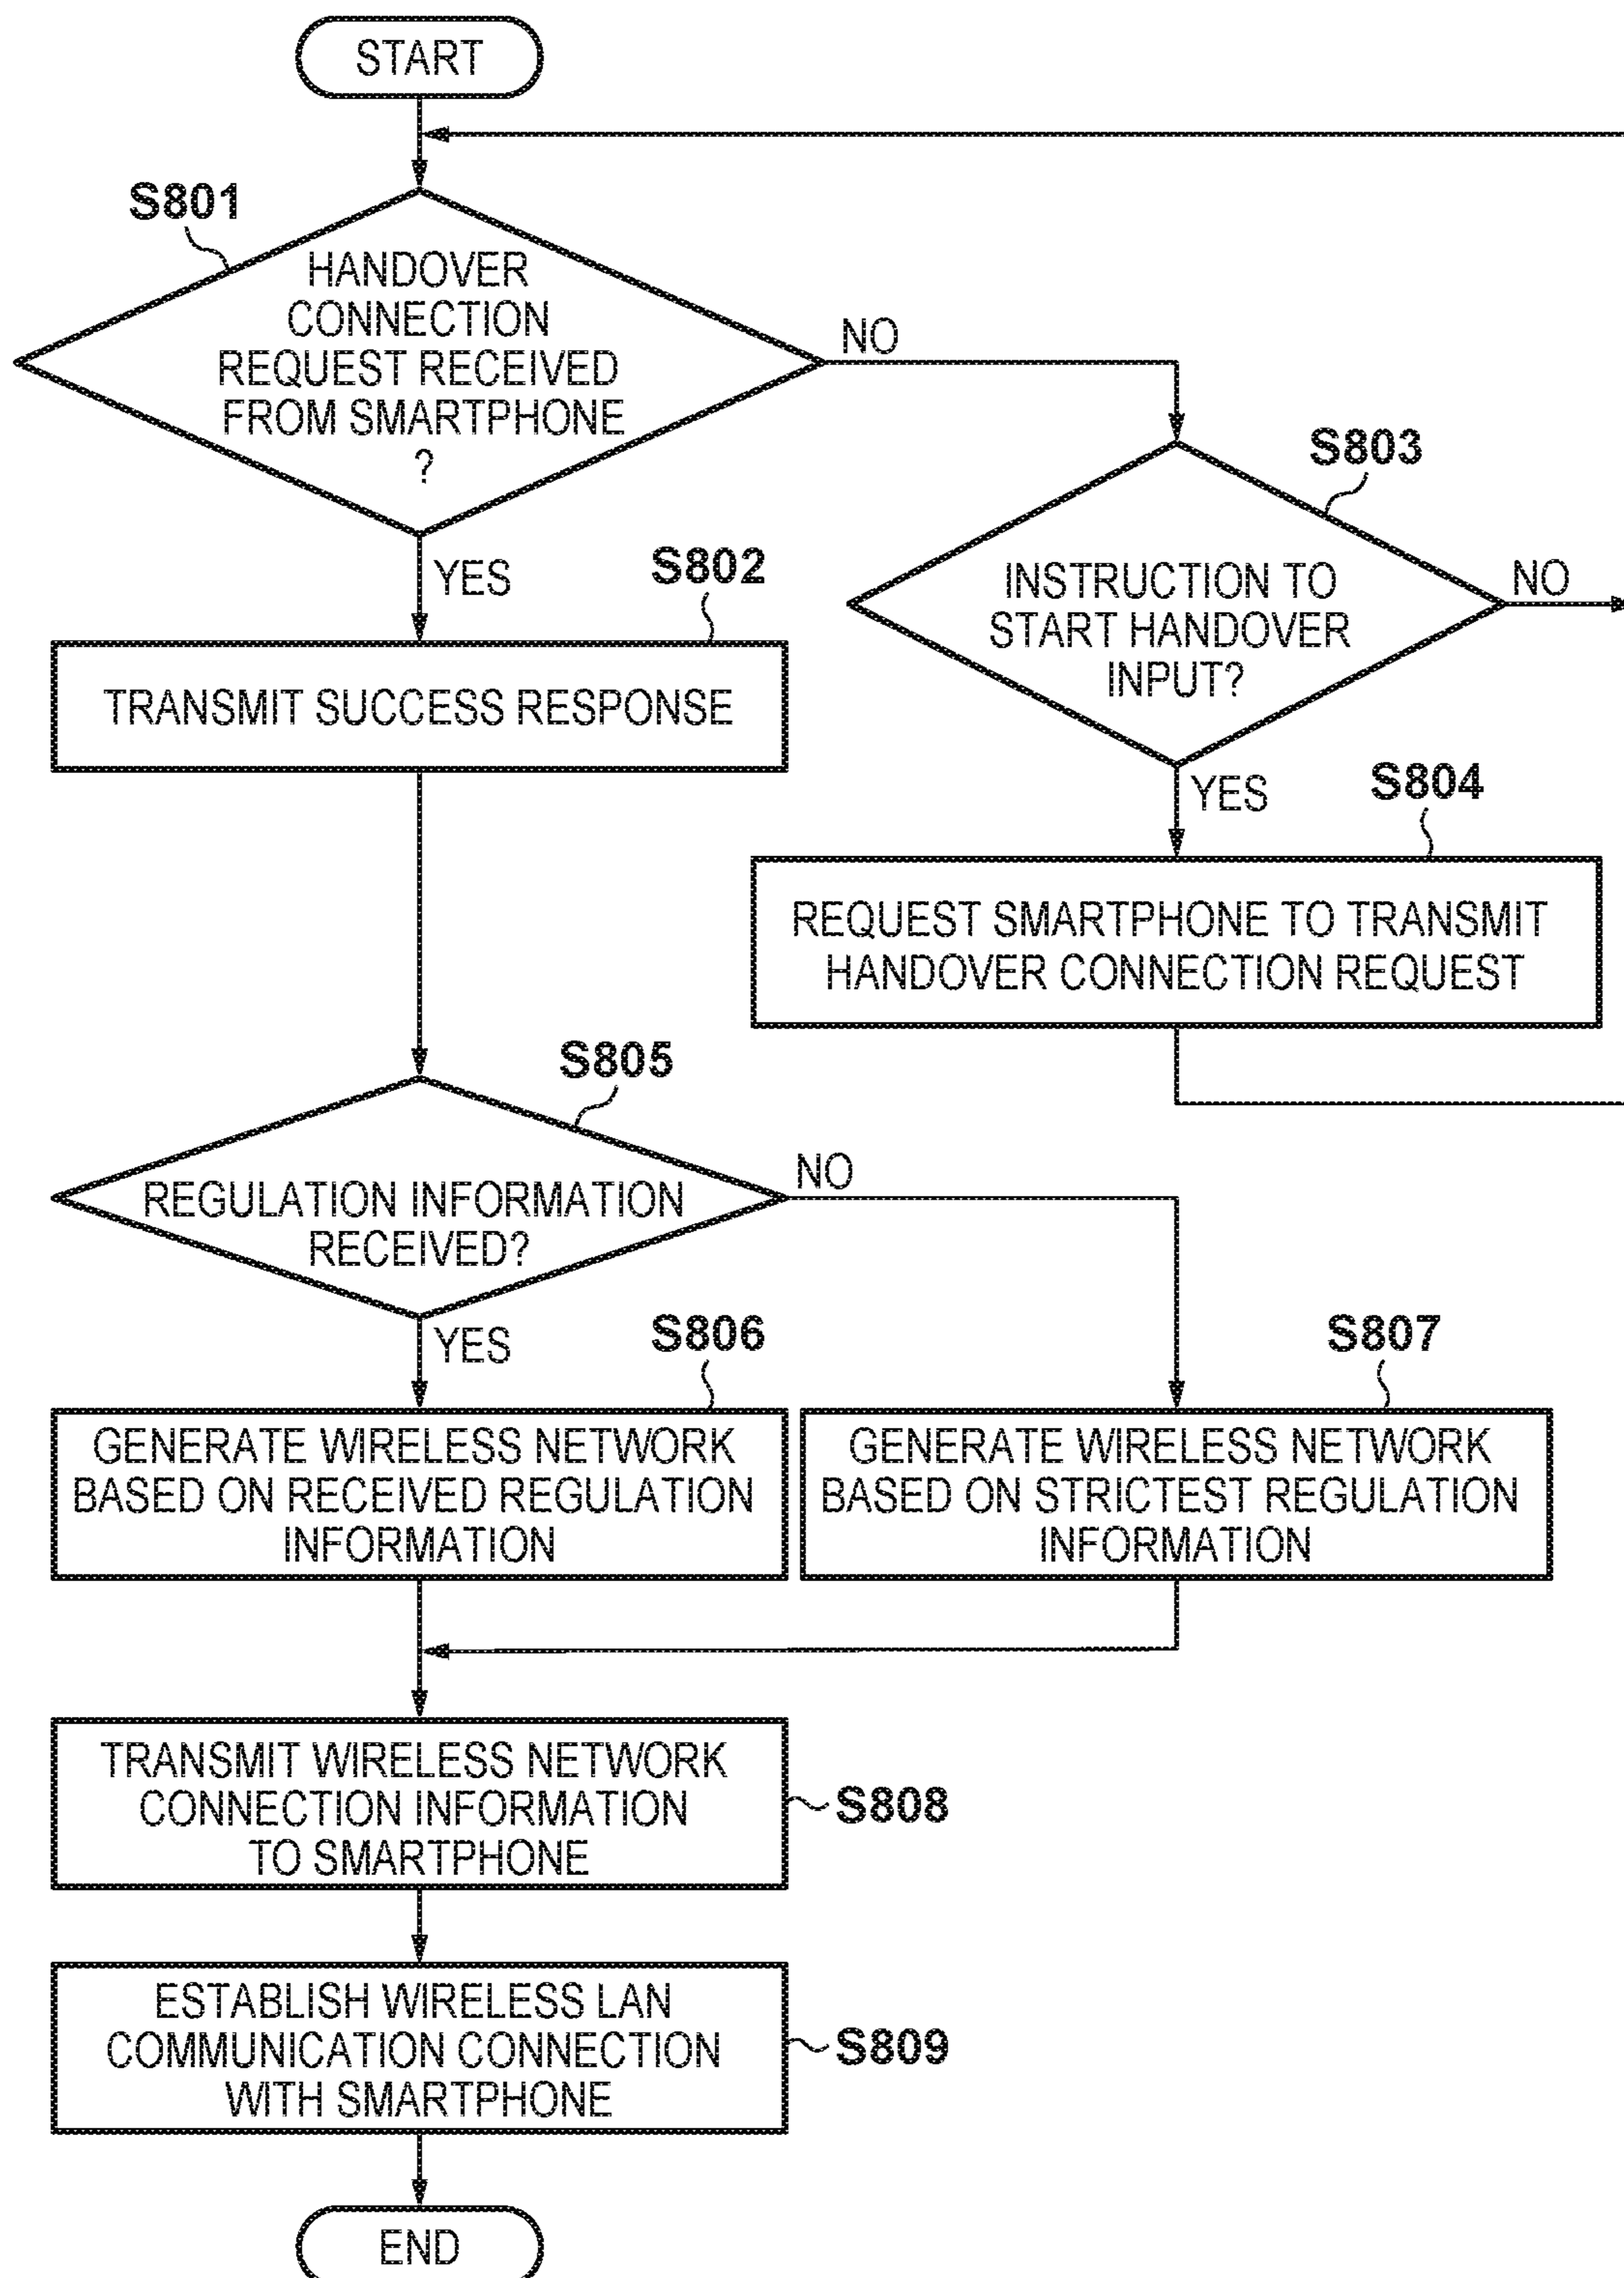 START
S801
HANDOVER
CONNECTION
REQUEST RECEIVED
FROM SMARTPHONE
?
NO
YES
S802
TRANSMIT SUCCESS RESPONSE
S803
INSTRUCTION TO
START HANDOVER
INPUT?
NO
YES
S804
REQUEST SMARTPHONE TO TRANSMIT
HANDOVER CONNECTION REQUEST
S805
REGULATION INFORMATION
RECEIVED?
NO
YES
S806
GENERATE WIRELESS NETWORK
BASED ON RECEIVED REGULATION
INFORMATION
S807
GENERATE WIRELESS NETWORK
BASED ON STRICTEST REGULATION
INFORMATION
TRANSMIT WIRELESS NETWORK
CONNECTION INFORMATION
TO SMARTPHONE
S808
ESTABLISH WIRELESS LAN
COMMUNICATION CONNECTION
WITH SMARTPHONE
S809
END